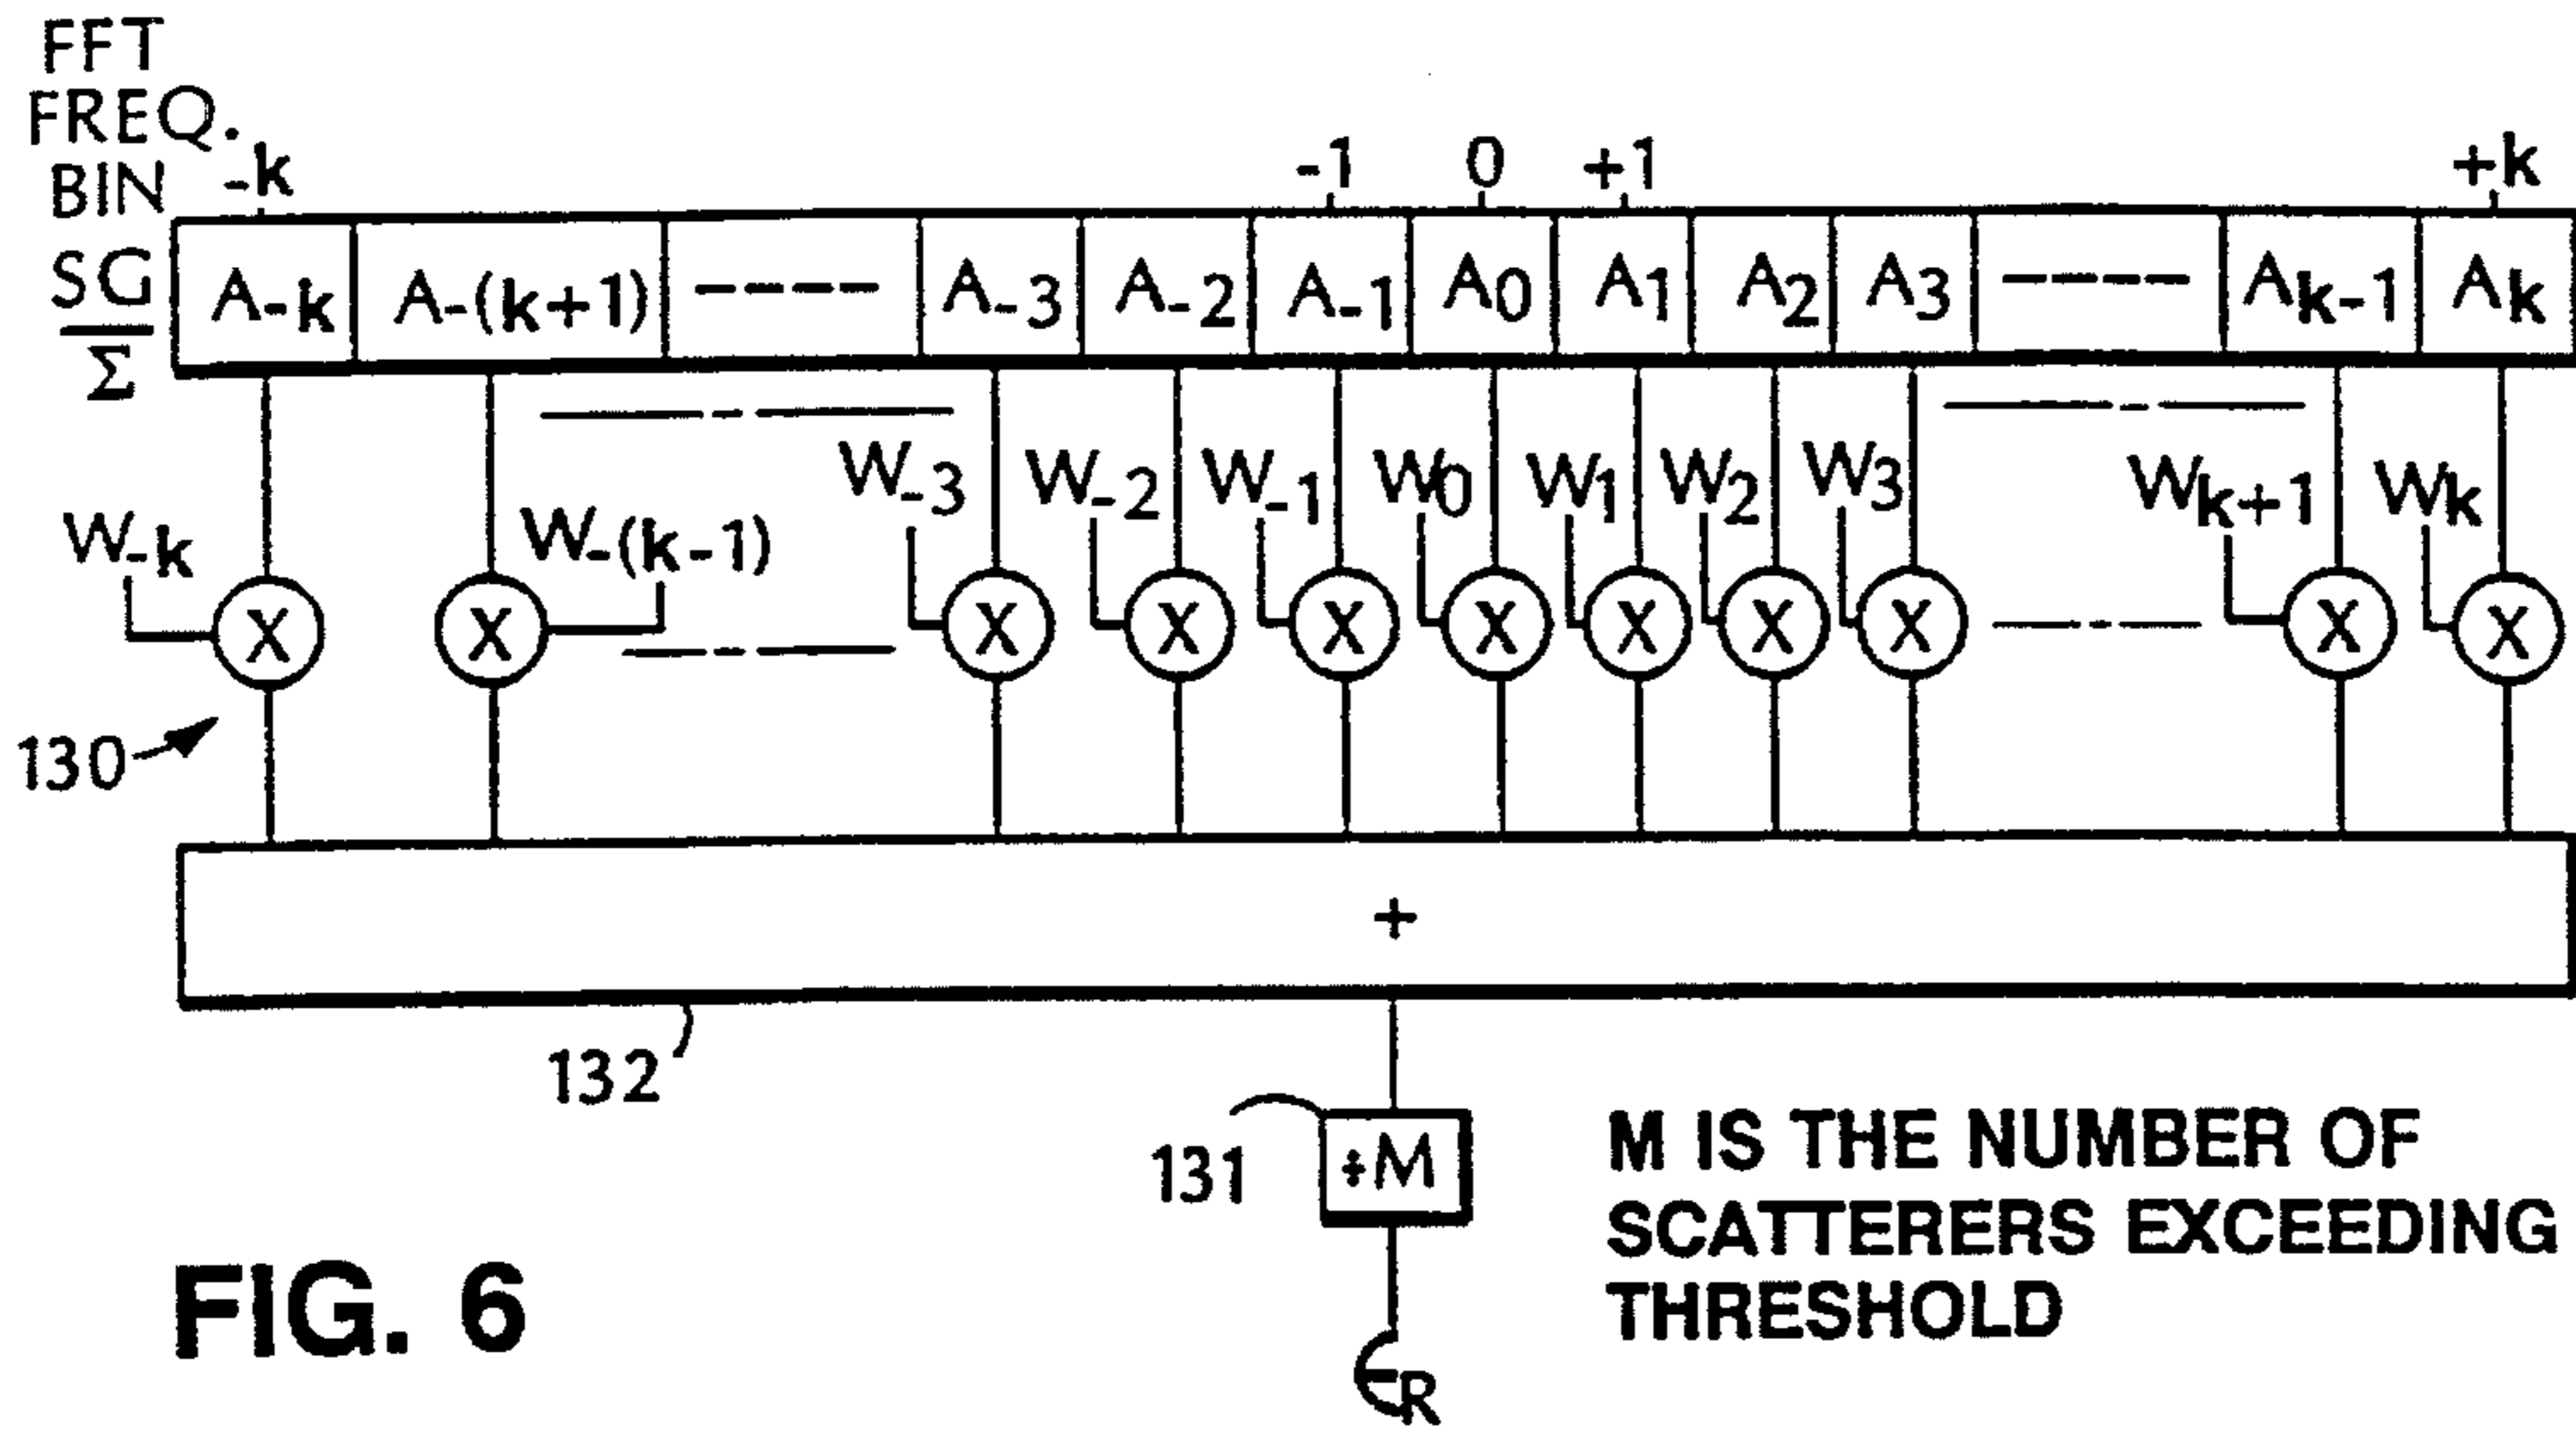 FFT
FREQ.
BIN -k -1 0 +1 +k
SG
Σ
A-k A-(k+1) ---- A-3 A-2 A-1 A0 A1 A2 A3 ---- Ak-1 Ak
W-k W-(k-1) W-3 W-2 W-1 W0 W1 W2 W3 Wk+1 Wk
X X X X X X X X X X X
130
+
132
131 ÷M
∈R
M IS THE NUMBER OF
SCATTERERS EXCEEDING
THRESHOLD
FIG. 6